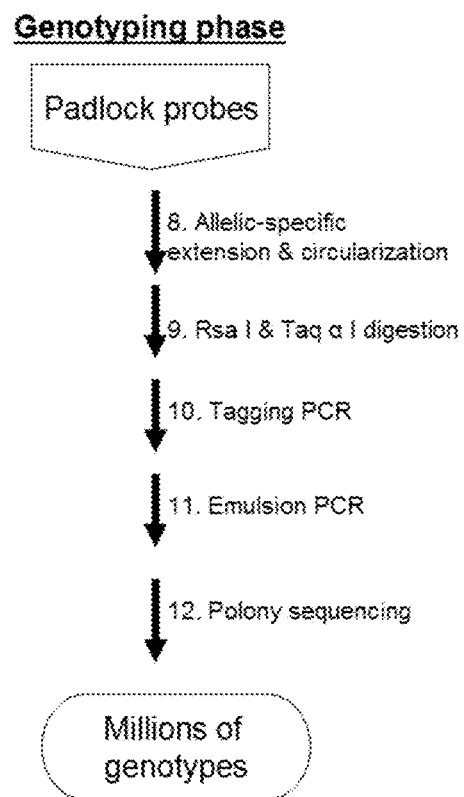 Genotyping phase
Padlock probes
8. Allelic-specific
extension & circularization
9. Rsa I & Taq α I digestion
10. Tagging PCR
11. Emulsion PCR
12. Polony sequencing
Millions of
genotypes